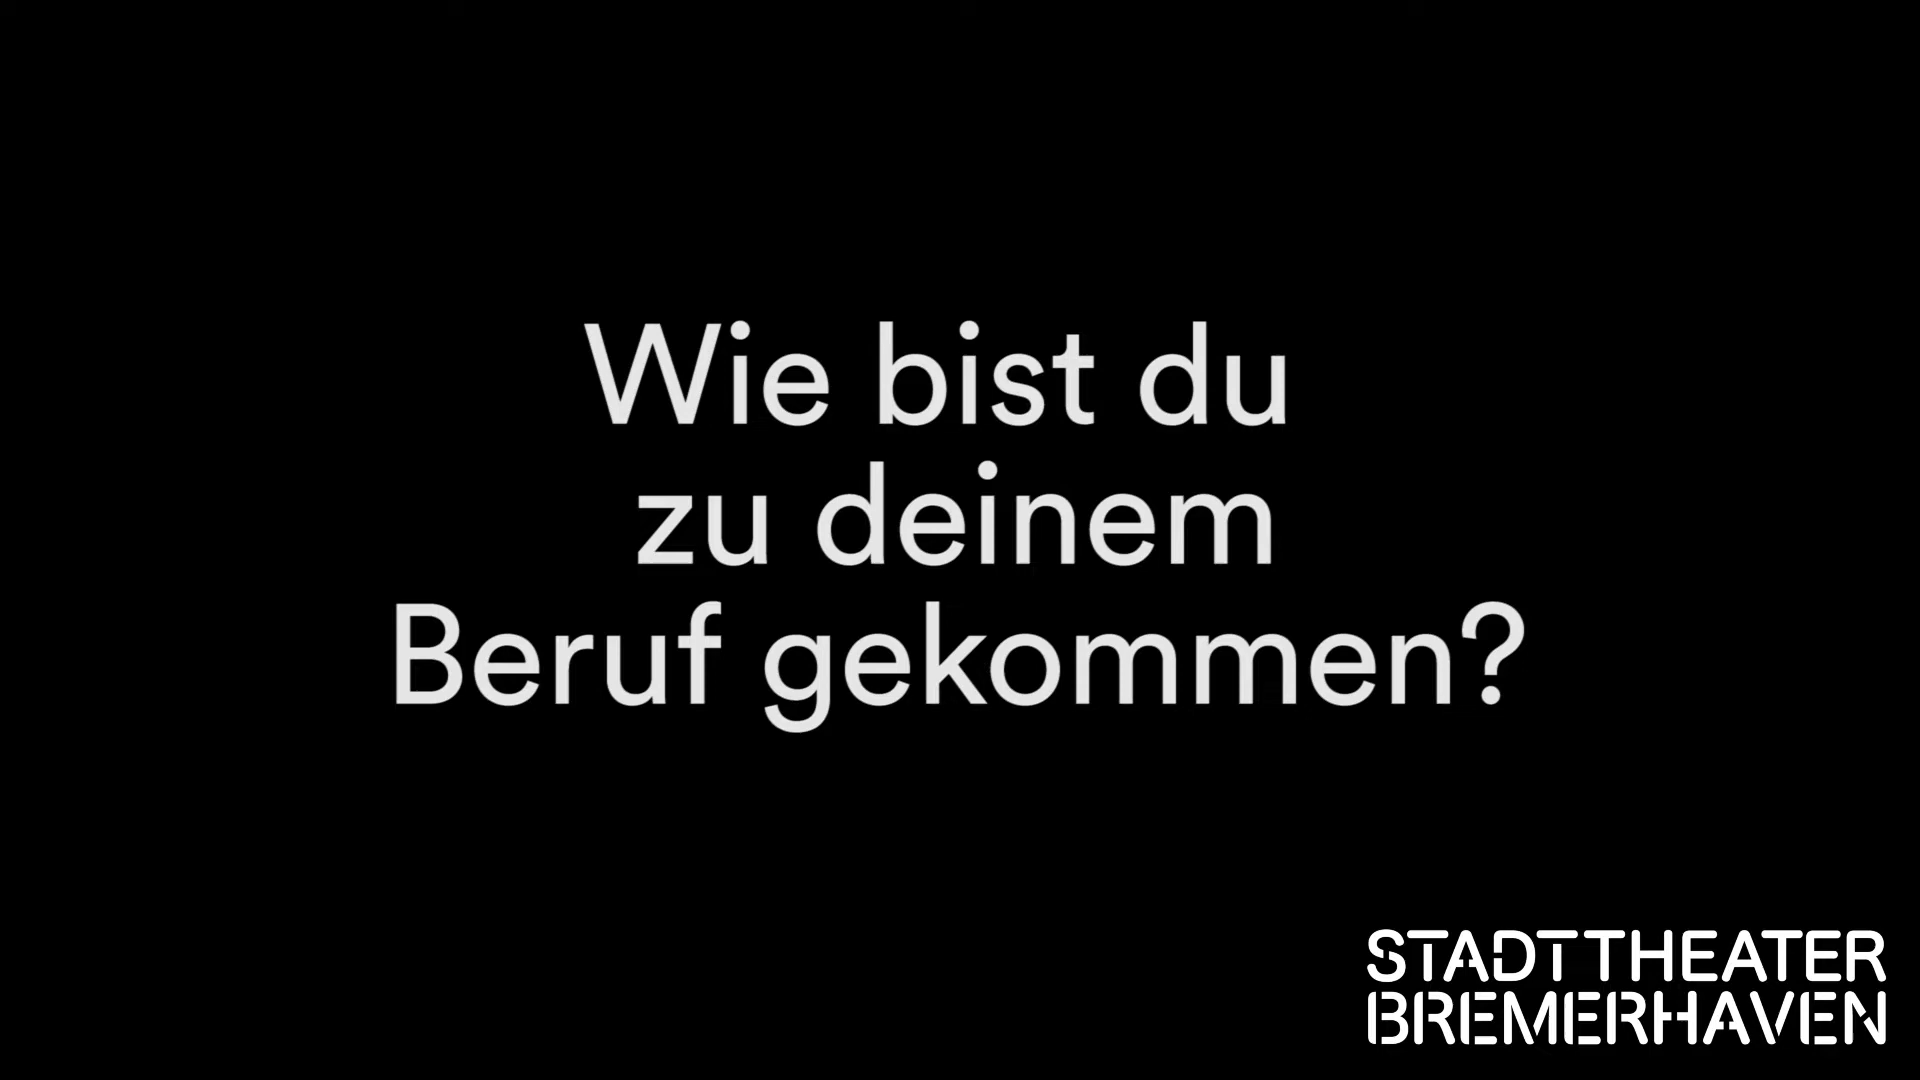 Wie bist du
zu deinem
Beruf gekommen?
STADTTHEATER
BREMERHAVEN